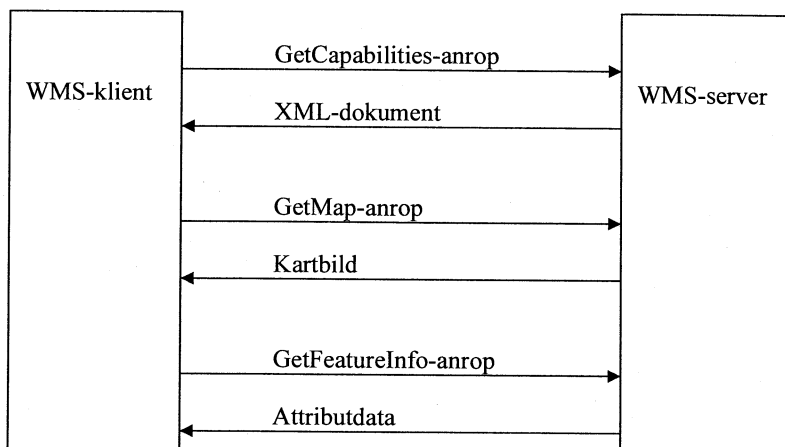 GetCapabilities-anrop
WMS-klient
WMS-server
XML-dokument
GetMap-anrop
Kartbild
GetFeatureInfo-anrop
Attributdata